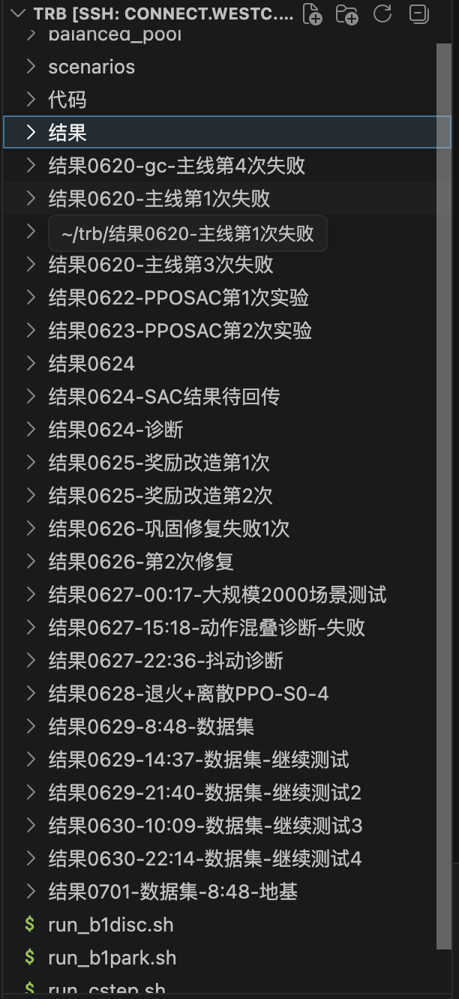 TRB [SSH: CONNECT.WESTC....
balanced_pool
scenarios
代码
结果
结果0620-gc-主线第4次失败
结果0620-主线第1次失败
~/trb/结果0620-主线第1次失败
结果0620-主线第3次失败
结果0622-PPOSAC第1次实验
结果0623-PPOSAC第2次实验
结果0624
结果0624-SAC结果待回传
结果0624-诊断
结果0625-奖励改造第1次
结果0625-奖励改造第2次
结果0626-巩固修复失败1次
结果0626-第2次修复
结果0627-00:17-大规模2000场景测试
结果0627-15:18-动作混叠诊断-失败
结果0627-22:36-抖动诊断
结果0628-退火+离散PPO-S0-4
结果0629-8:48-数据集
结果0629-14:37-数据集-继续测试
结果0629-21:40-数据集-继续测试2
结果0630-10:09-数据集-继续测试3
结果0630-22:14-数据集-继续测试4
结果0701-数据集-8:48-地基
$ run_b1disc.sh
$ run_b1park.sh
$ run_cstep.sh